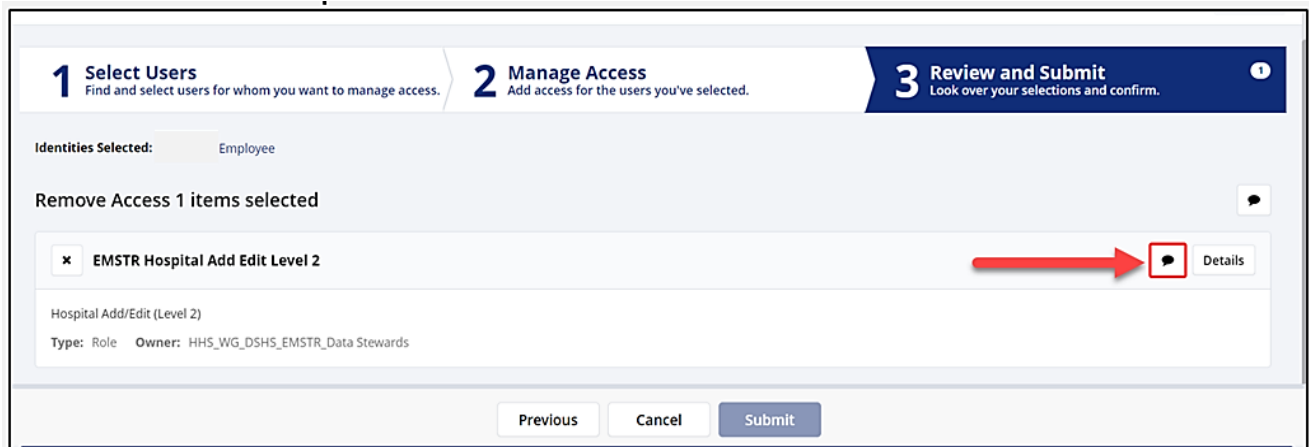 1 Select Users
Find and select users for whom you want to manage access.
2 Manage Access
Add access for the users you've selected.
3 Review and Submit
Look over your selections and confirm.
1
Identities Selected: Employee
Remove Access 1 items selected
EMSTR Hospital Add Edit Level 2
Details
Hospital Add/Edit (Level 2)
Type: Role Owner: HHS_WG_DSHS_EMSTR_Data Stewards
Previous Cancel Submit